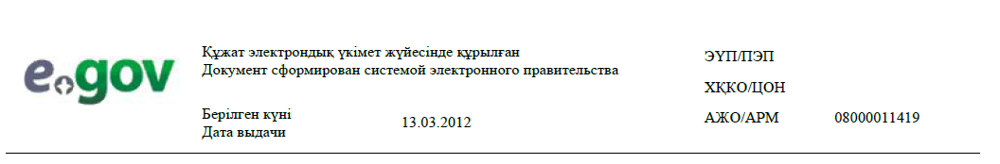 e.gov
Құжат электрондық үкімет жүйесінде құрылған
Документ сформирован системой электронного правительства
Берілген күні
Дата выдачи
13.03.2012
ЭҮП/ПЭП
ХҚКО/ЦОН
АЖО/АРМ 08000011419